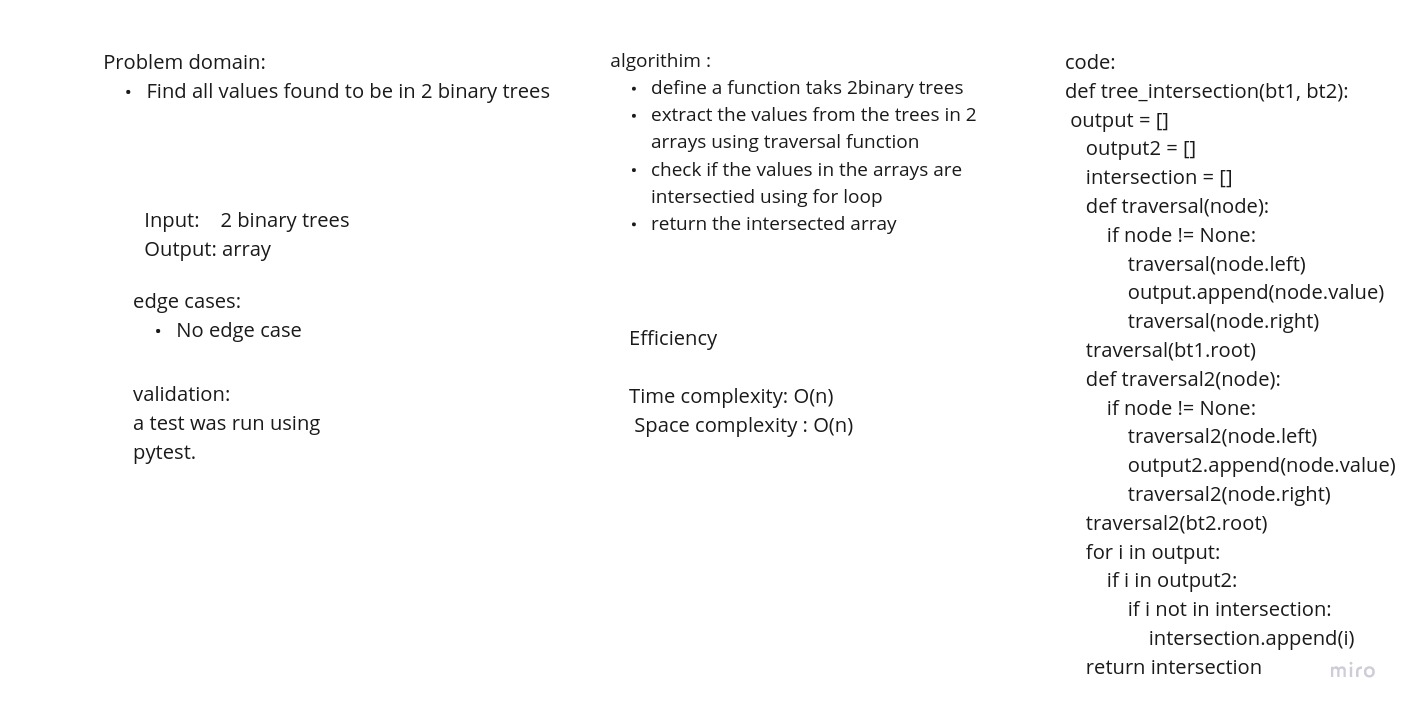 Problem domain:
• Find all values found to be in 2 binary trees
Input: 2 binary trees
Output: array
edge cases:
• No edge case
validation:
a test was run using
pytest.
algorithim :
• define a function taks 2binary trees
• extract the values from the trees in 2
arrays using traversal function
• check if the values in the arrays are
intersectied using for loop
• return the intersected array
Efficiency
Time complexity: O(n)
Space complexity : O(n)
code:
def tree_intersection(bt1, bt2):
output = []
output2 = []
intersection = []
def traversal(node):
if node != None:
traversal(node.left)
output.append(node.value)
traversal(node.right)
traversal(bt1.root)
def traversal2(node):
if node != None:
traversal2(node.left)
output2.append(node.value)
traversal2(node.right)
traversal2(bt2.root)
for i in output:
if i in output2:
if i not in intersection:
intersection.append(i)
return intersection
miro